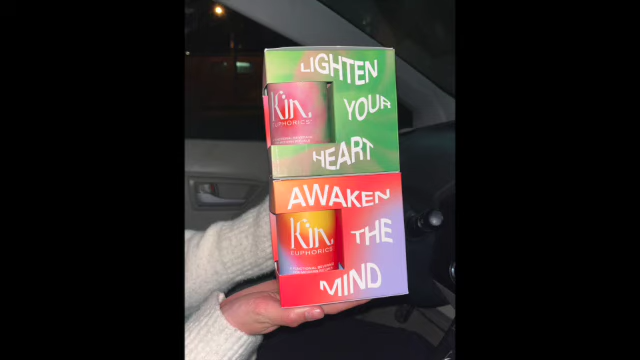 LIGHTEN
Kin
EUPHORICS
YOUR
HEART
AWAKEN
Kin
EUPHORICS
THE
MIND